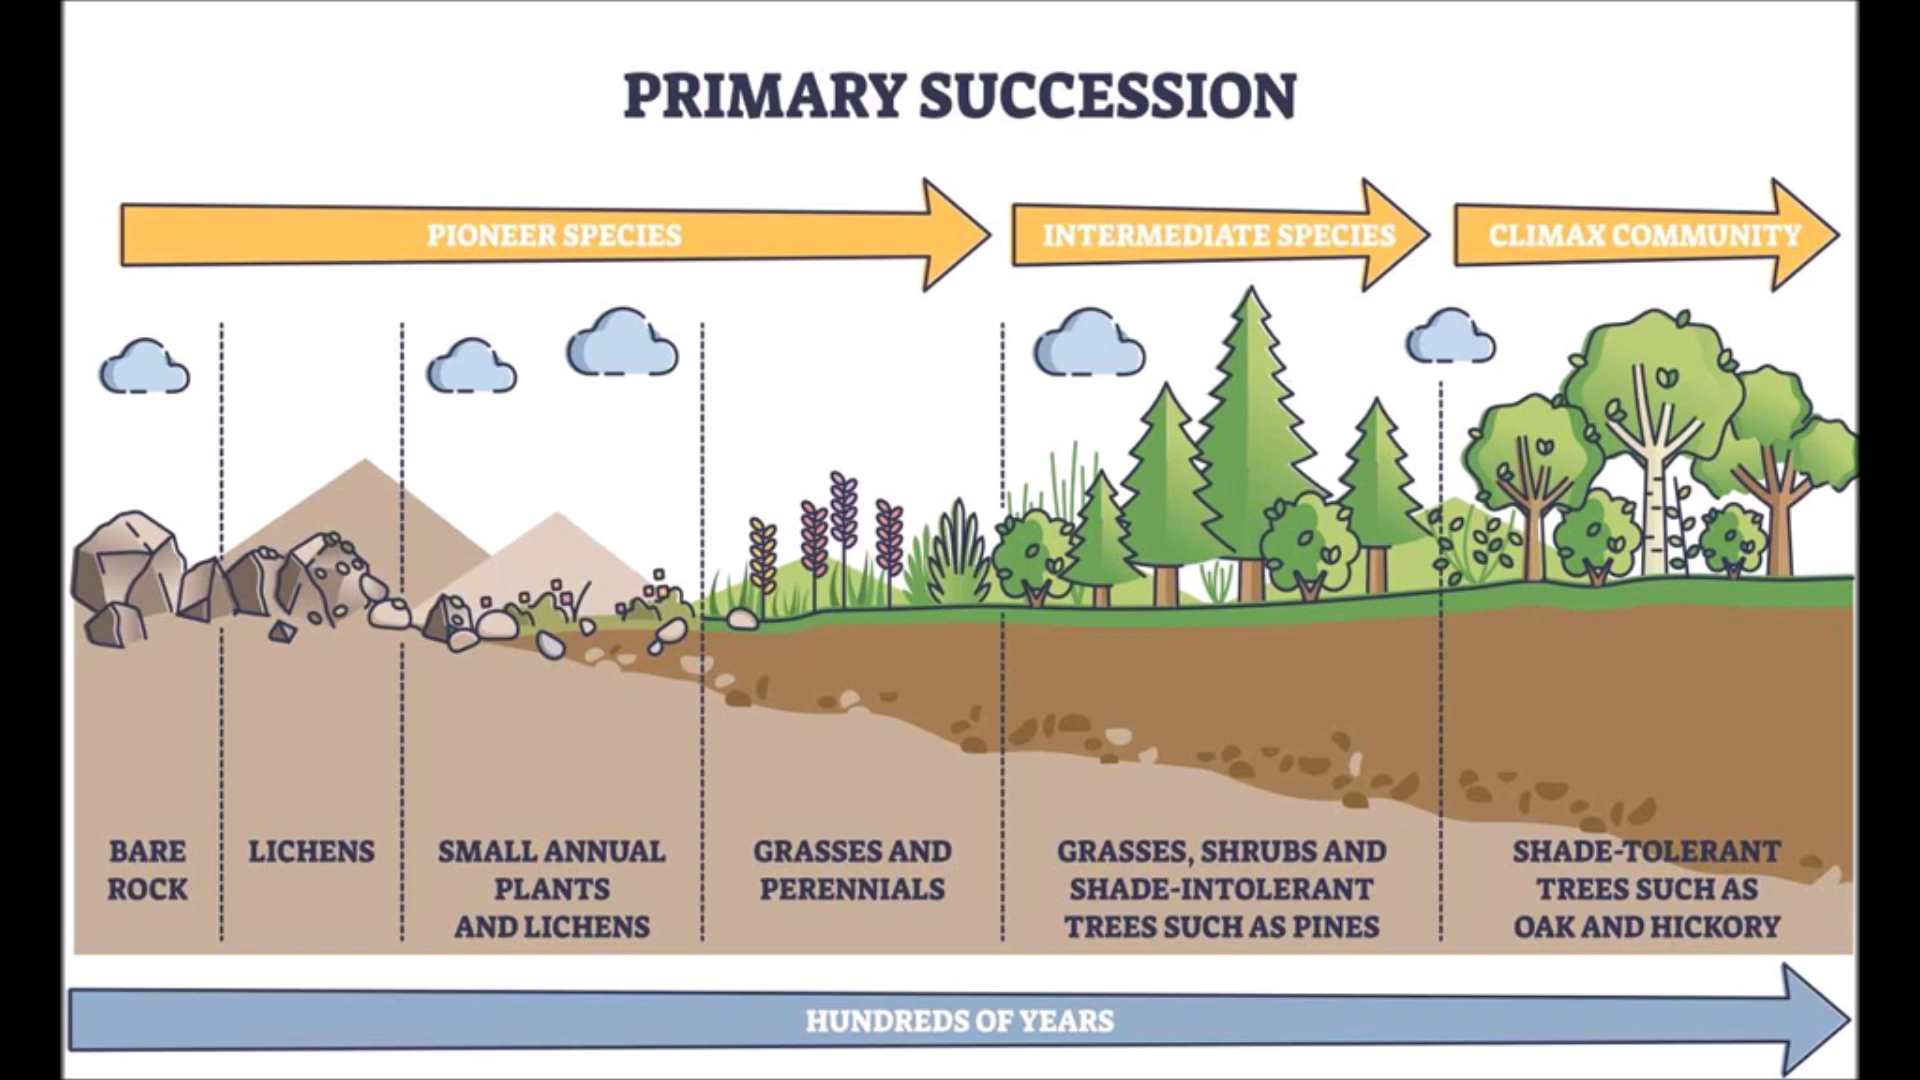 PRIMARY SUCCESSION
PIONEER SPECIES
INTERMEDIATE SPECIES
CLIMAX COMMUNITY
BARE
ROCK
LICHENS
SMALL ANNUAL
PLANTS
AND LICHENS
GRASSES AND
PERENNIALS
GRASSES, SHRUBS AND
SHADE-INTOLERANT
TREES SUCH AS PINES
SHADE-TOLERANT
TREES SUCH AS
OAK AND HICKORY
HUNDREDS OF YEARS